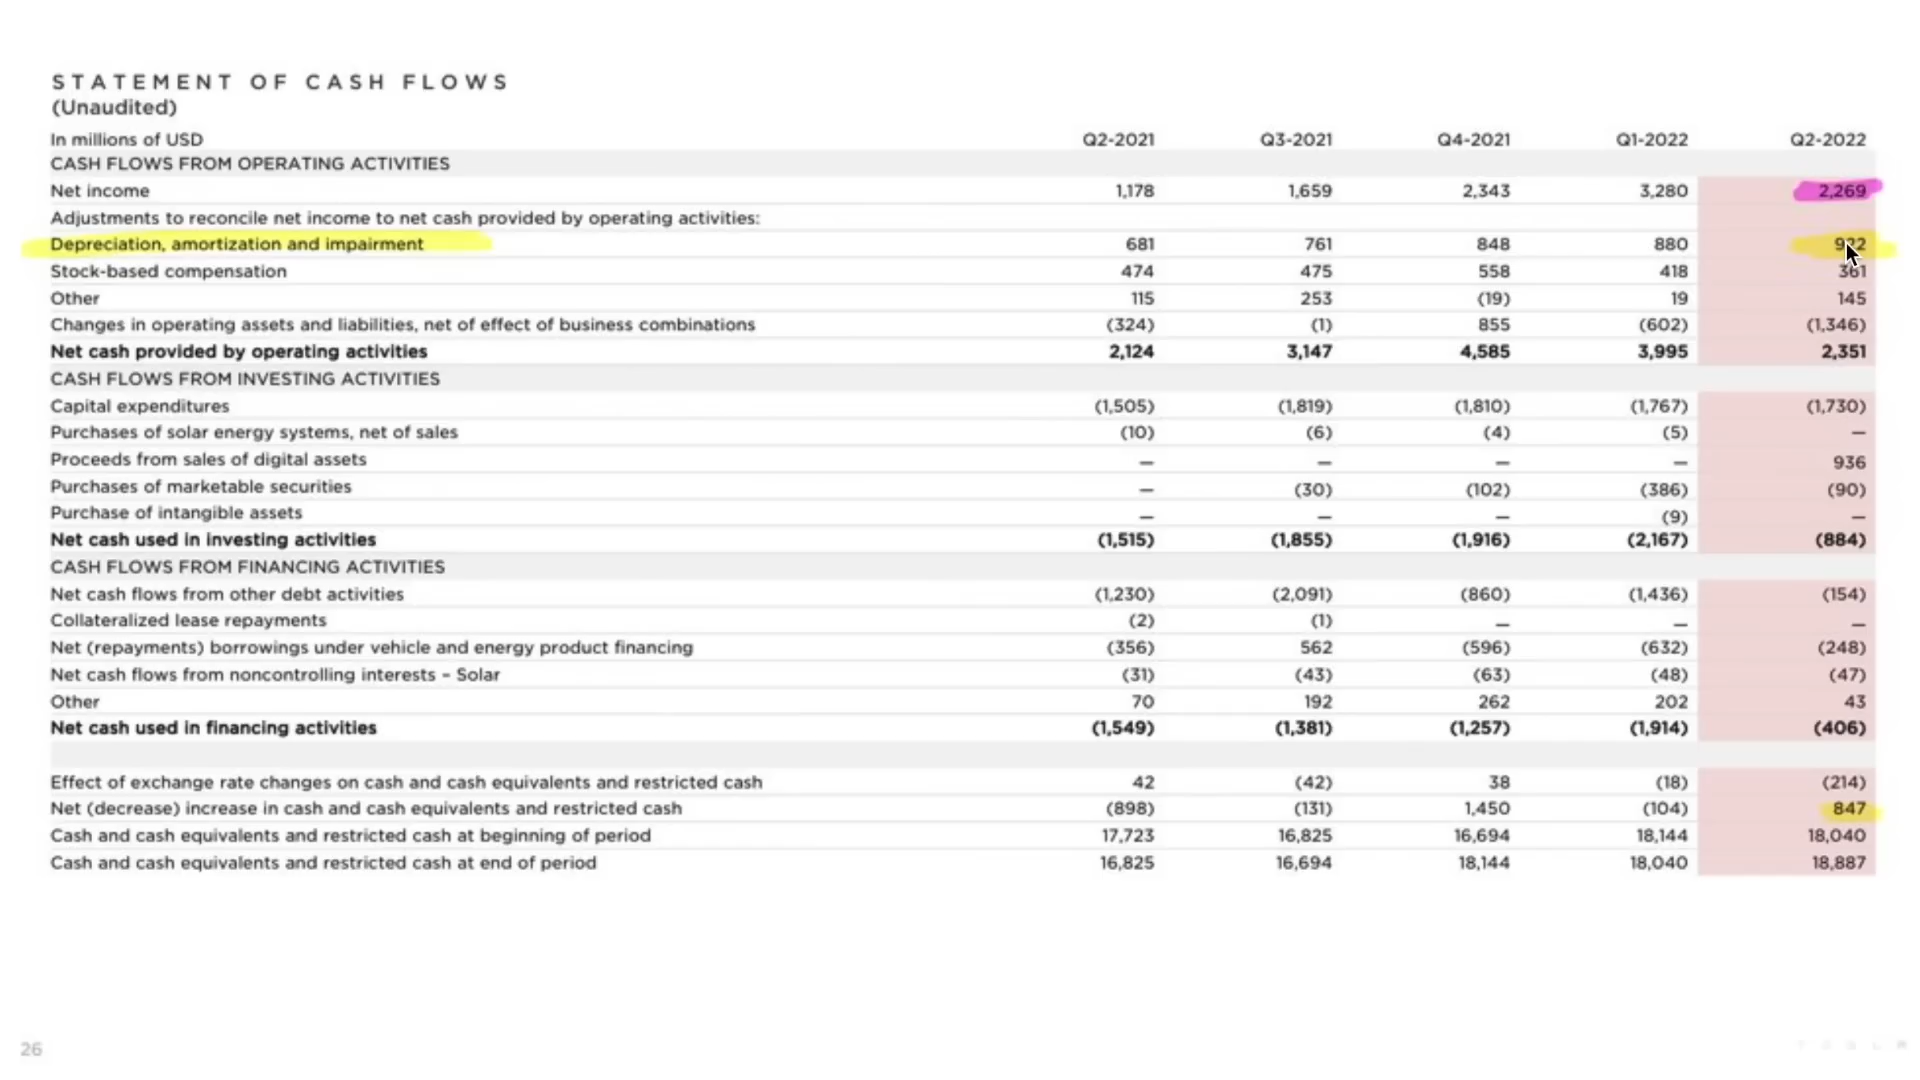 STATEMENT OF CASH FLOWS
(Unaudited)
In millions of USD Q2-2021 Q3-2021 Q4-2021 Q1-2022 Q2-2022
CASH FLOWS FROM OPERATING ACTIVITIES
Net income 1,178 1,659 2,343 3,280 2,269
Adjustments to reconcile net income to net cash provided by operating activities:
Depreciation, amortization and impairment 681 761 848 880 922
Stock-based compensation 474 475 558 418 361
Other 115 253 (19) 19 145
Changes in operating assets and liabilities, net of effect of business combinations (324) (1) 855 (602) (1,346)
Net cash provided by operating activities 2,124 3,147 4,585 3,995 2,351
CASH FLOWS FROM INVESTING ACTIVITIES
Capital expenditures (1,505) (1,819) (1,810) (1,767) (1,730)
Purchases of solar energy systems, net of sales (10) (6) (4) (5) —
Proceeds from sales of digital assets — — — — 936
Purchases of marketable securities — (30) (102) (386) (90)
Purchase of intangible assets — — — (9) —
Net cash used in investing activities (1,515) (1,855) (1,916) (2,167) (884)
CASH FLOWS FROM FINANCING ACTIVITIES
Net cash flows from other debt activities (1,230) (2,091) (860) (1,436) (154)
Collateralized lease repayments (2) (1) — — —
Net (repayments) borrowings under vehicle and energy product financing (356) 562 (596) (632) (248)
Net cash flows from noncontrolling interests – Solar (31) (43) (63) (48) (47)
Other 70 192 262 202 43
Net cash used in financing activities (1,549) (1,381) (1,257) (1,914) (406)
Effect of exchange rate changes on cash and cash equivalents and restricted cash 42 (42) 38 (18) (214)
Net (decrease) increase in cash and cash equivalents and restricted cash (898) (131) 1,450 (104) 847
Cash and cash equivalents and restricted cash at beginning of period 17,723 16,825 16,694 18,144 18,040
Cash and cash equivalents and restricted cash at end of period 16,825 16,694 18,144 18,040 18,887
26